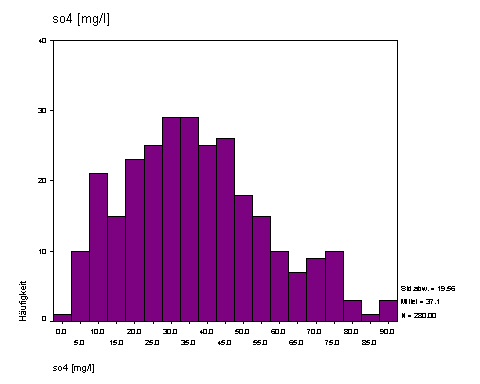 so4 [mg/l]
40
30
20
10
0
Häufigkeit
Std.abw. = 19.56
Mittel = 37.1
N = 280.00
0.0 10.0 20.0 30.0 40.0 50.0 60.0 70.0 80.0 90.0
5.0 15.0 25.0 35.0 45.0 55.0 65.0 75.0 85.0
so4 [mg/l]